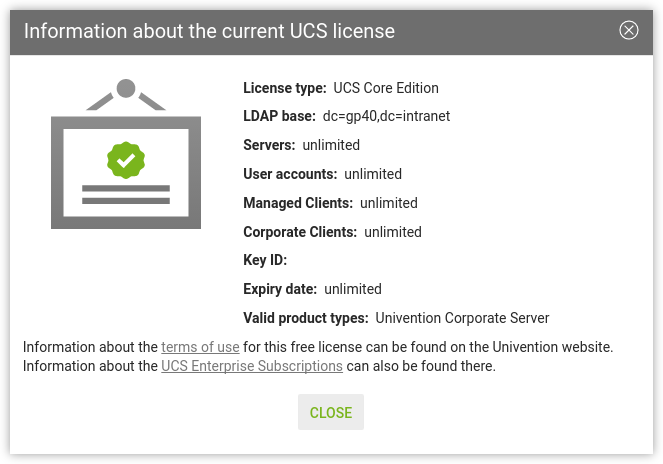 Information about the current UCS license
License type: UCS Core Edition
LDAP base: dc=gp40,dc=intranet
Servers: unlimited
User accounts: unlimited
Managed Clients: unlimited
Corporate Clients: unlimited
Key ID:
Expiry date: unlimited
Valid product types: Univention Corporate Server
Information about the terms of use for this free license can be found on the Univention website.
Information about the UCS Enterprise Subscriptions can also be found there.
CLOSE